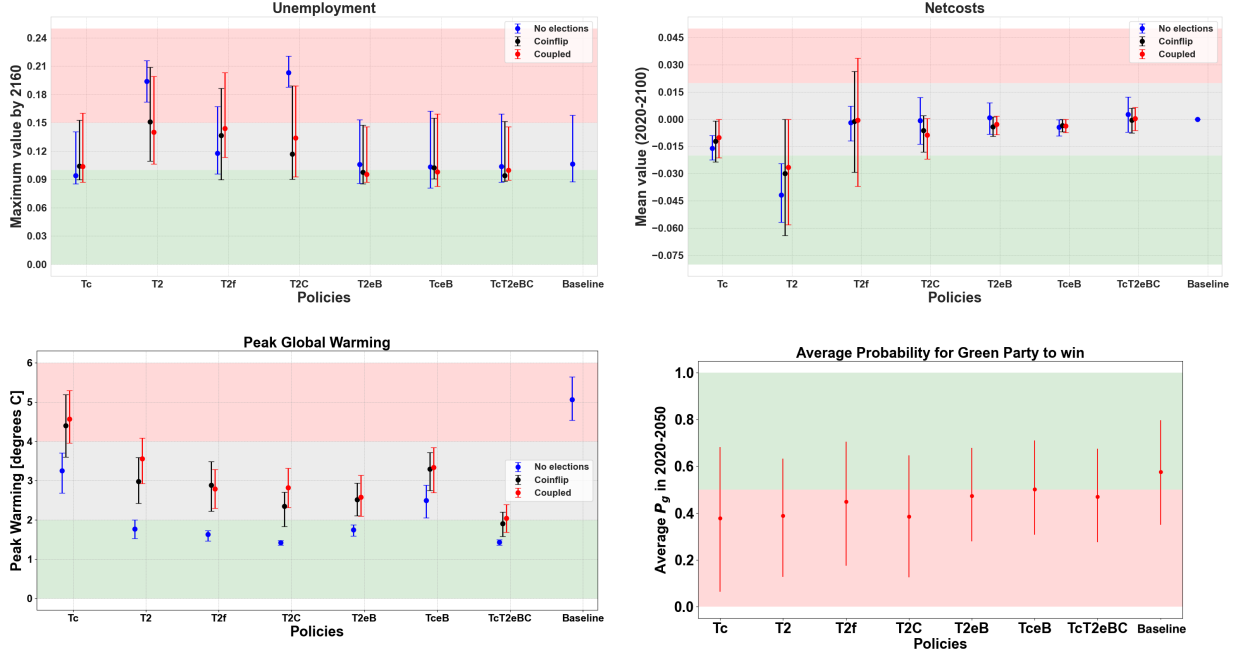 Unemployment
Maximum value by 2160
0.24
0.21
0.18
0.15
0.12
0.09
0.06
0.03
0.00
No elections
Coinflip
Coupled
Tc T2 T2f T2C T2eB TceB TcT2eBC Baseline
Policies
Netcosts
Mean value (2020-2100)
0.045
0.030
0.015
0.000
−0.015
−0.030
−0.045
−0.060
−0.075
No elections
Coinflip
Coupled
Tc T2 T2f T2C T2eB TceB TcT2eBC Baseline
Policies
Peak Global Warming
Peak Warming [degrees C]
6
5
4
3
2
1
0
No elections
Coinflip
Coupled
Tc T2 T2f T2C T2eB TceB TcT2eBC Baseline
Policies
Average Probability for Green Party to win
Average Pg in 2020-2050
1.0
0.8
0.6
0.4
0.2
0.0
Tc T2 T2f T2C T2eB TceB TcT2eBC Baseline
Policies